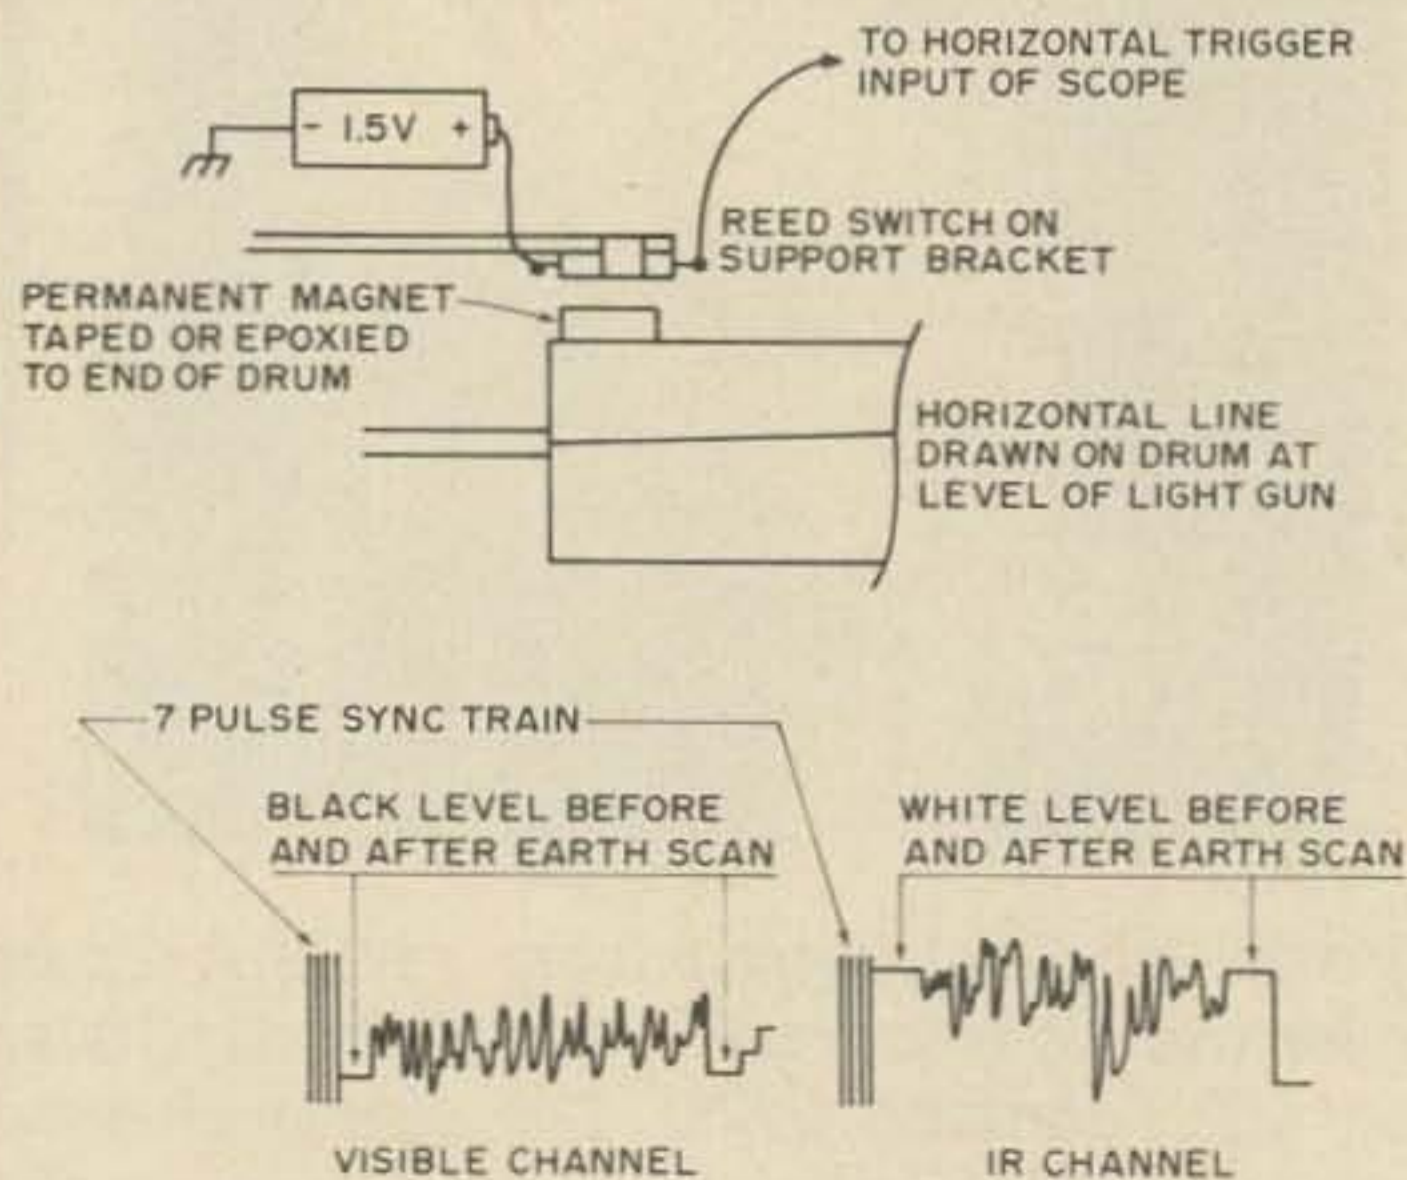 TO HORIZONTAL TRIGGER
INPUT OF SCOPE
- 1.5V +
REED SWITCH ON
SUPPORT BRACKET
PERMANENT MAGNET
TAPED OR EPOXIED
TO END OF DRUM
HORIZONTAL LINE
DRAWN ON DRUM AT
LEVEL OF LIGHT GUN
7 PULSE SYNC TRAIN
BLACK LEVEL BEFORE
AND AFTER EARTH SCAN
WHITE LEVEL BEFORE
AND AFTER EARTH SCAN
VISIBLE CHANNEL
IR CHANNEL